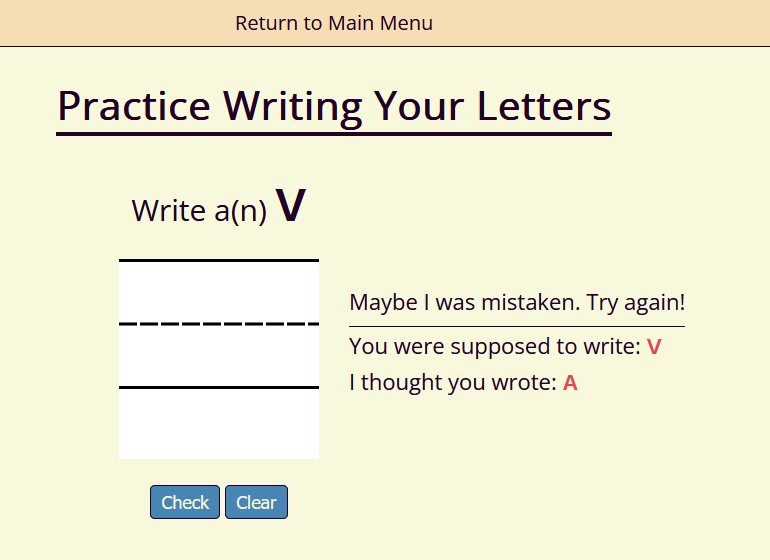 Return to Main Menu
Practice Writing Your Letters
Write a(n) V
Maybe I was mistaken. Try again!
You were supposed to write: V
I thought you wrote: A
Check Clear